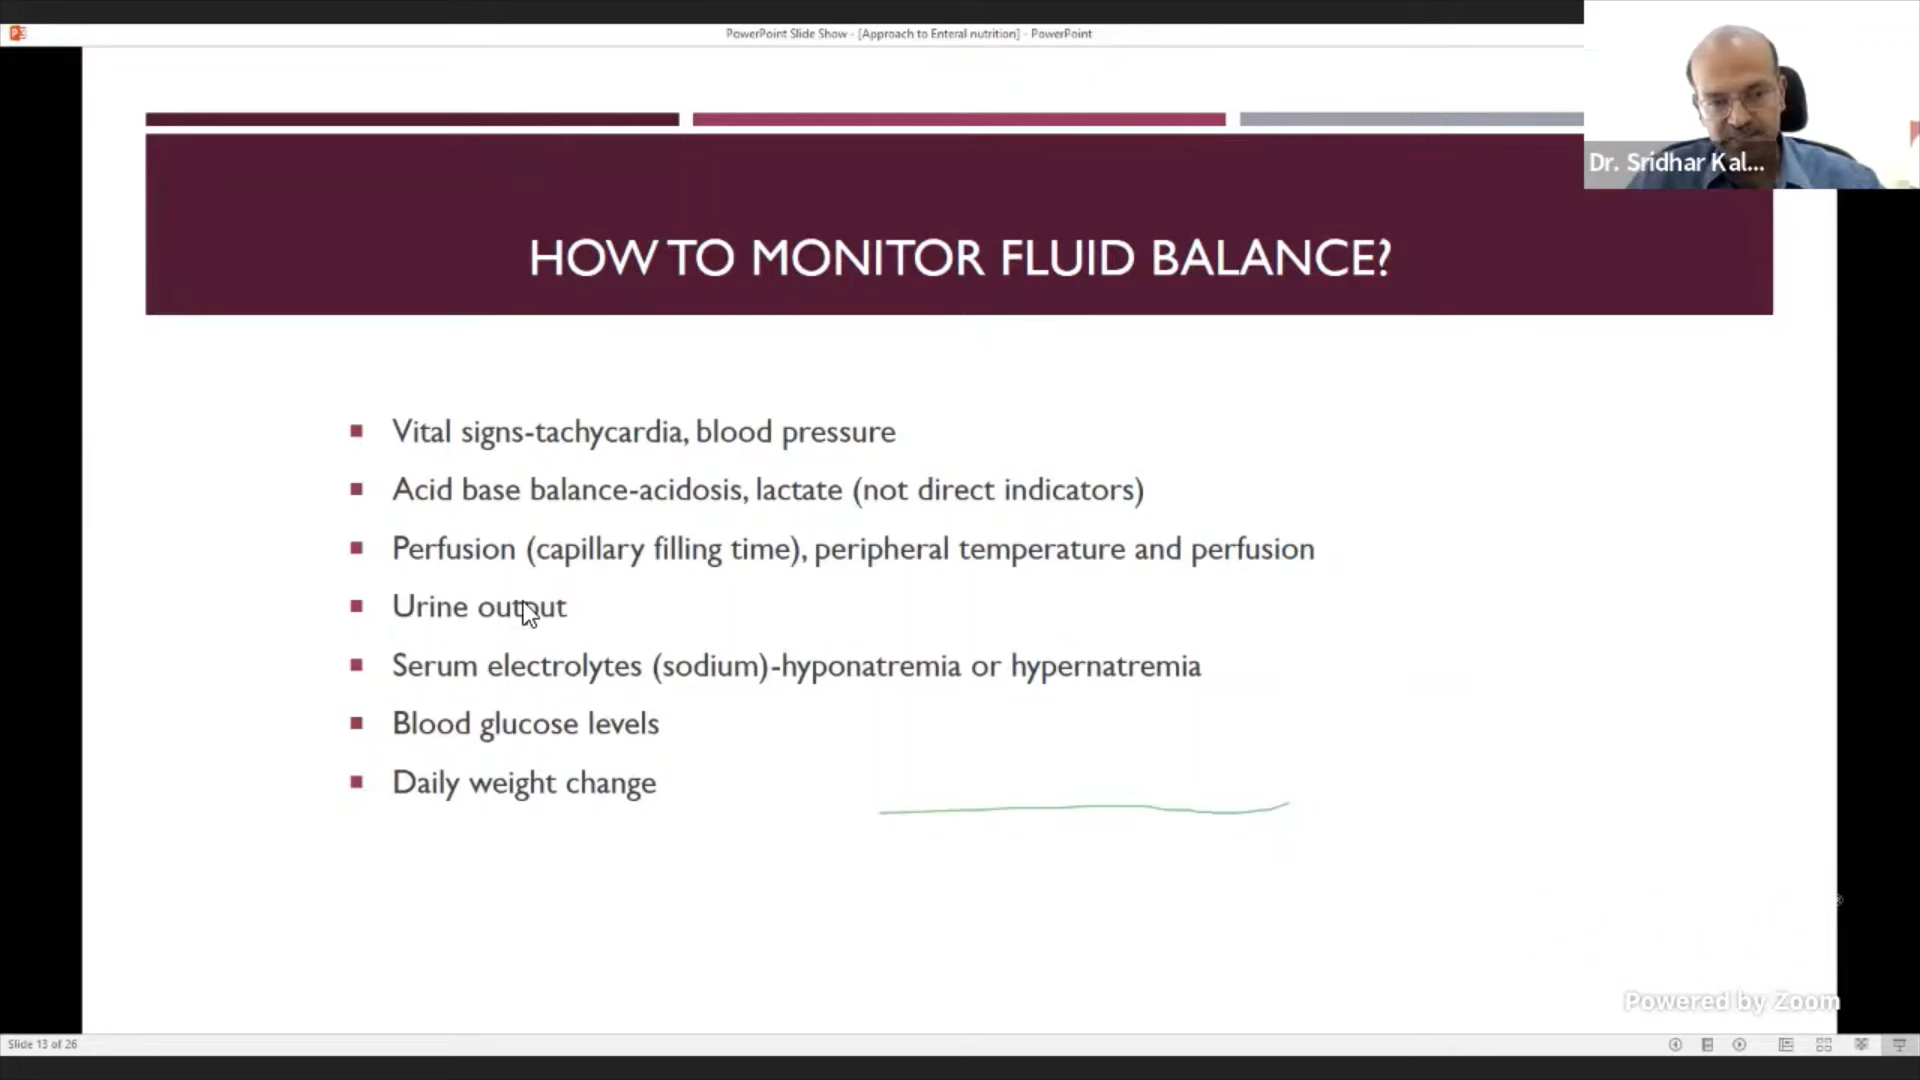 PowerPoint Slide Show - [Approach to Enteral nutrition] - PowerPoint
Dr. Sridhar Kal...
HOW TO MONITOR FLUID BALANCE?
Vital signs-tachycardia, blood pressure
Acid base balance-acidosis, lactate (not direct indicators)
Perfusion (capillary filling time), peripheral temperature and perfusion
Urine output
Serum electrolytes (sodium)-hyponatremia or hypernatremia
Blood glucose levels
Daily weight change
Powered by Zoom
Slide 13 of 26